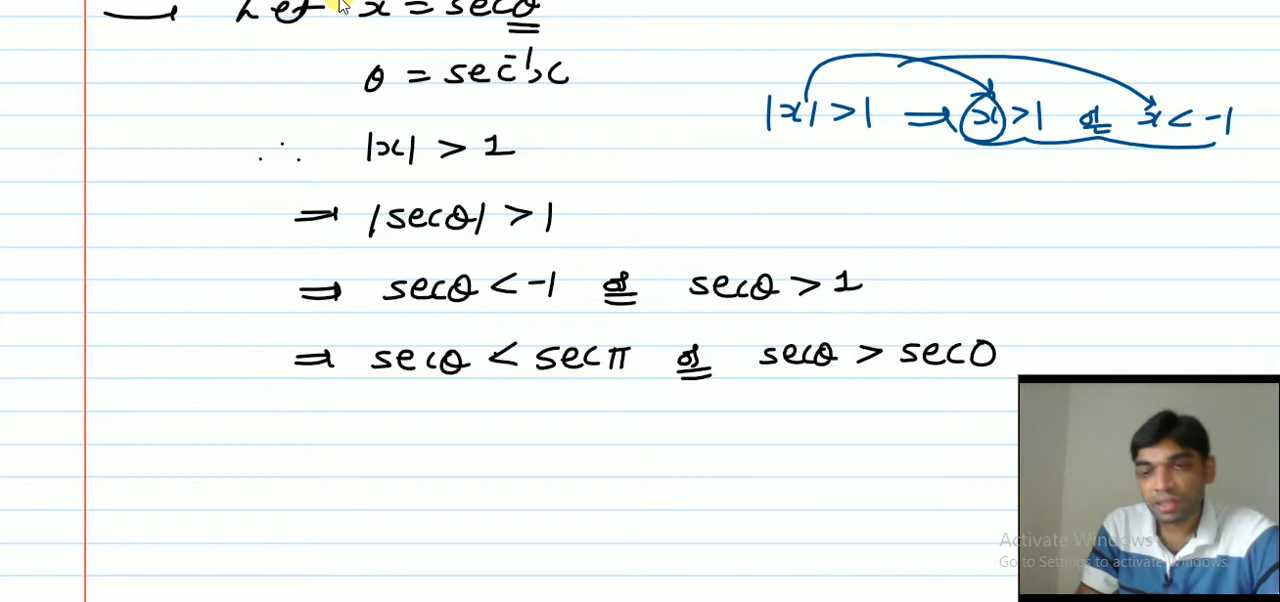 Let x = secθ
θ = sec⁻¹x
|x| > 1 ⇒ x > 1 or x < -1
∴ |x| > 1
⇒ |secθ| > 1
⇒ secθ < -1 or secθ > 1
⇒ secθ < secπ or secθ > sec0
Activate Windows
Go to Settings to activate Windows.